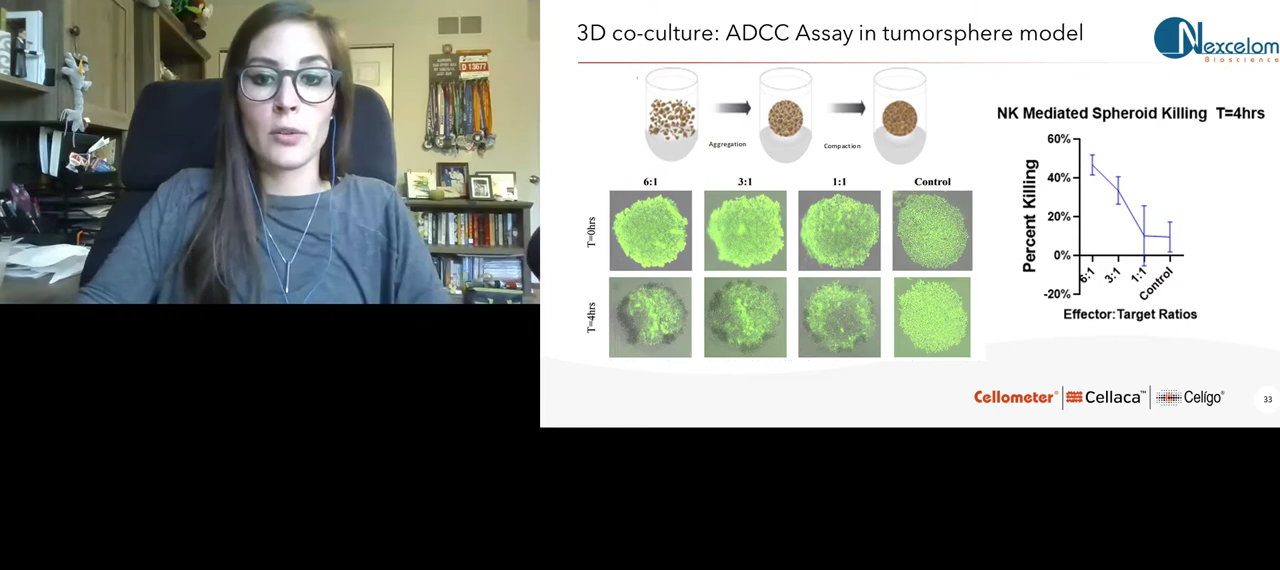 3D co-culture: ADCC Assay in tumorsphere model
Nexcelom
Bioscience
Aggregation
Compaction
6:1
3:1
1:1
Control
T=0hrs
T=4hrs
NK Mediated Spheroid Killing T=4hrs
Percent Killing
60%
40%
20%
0%
-20%
6:1
3:1
1:1
Control
Effector:Target Ratios
Cellometer®
Cellaca™
Celigo®
33
D 13677